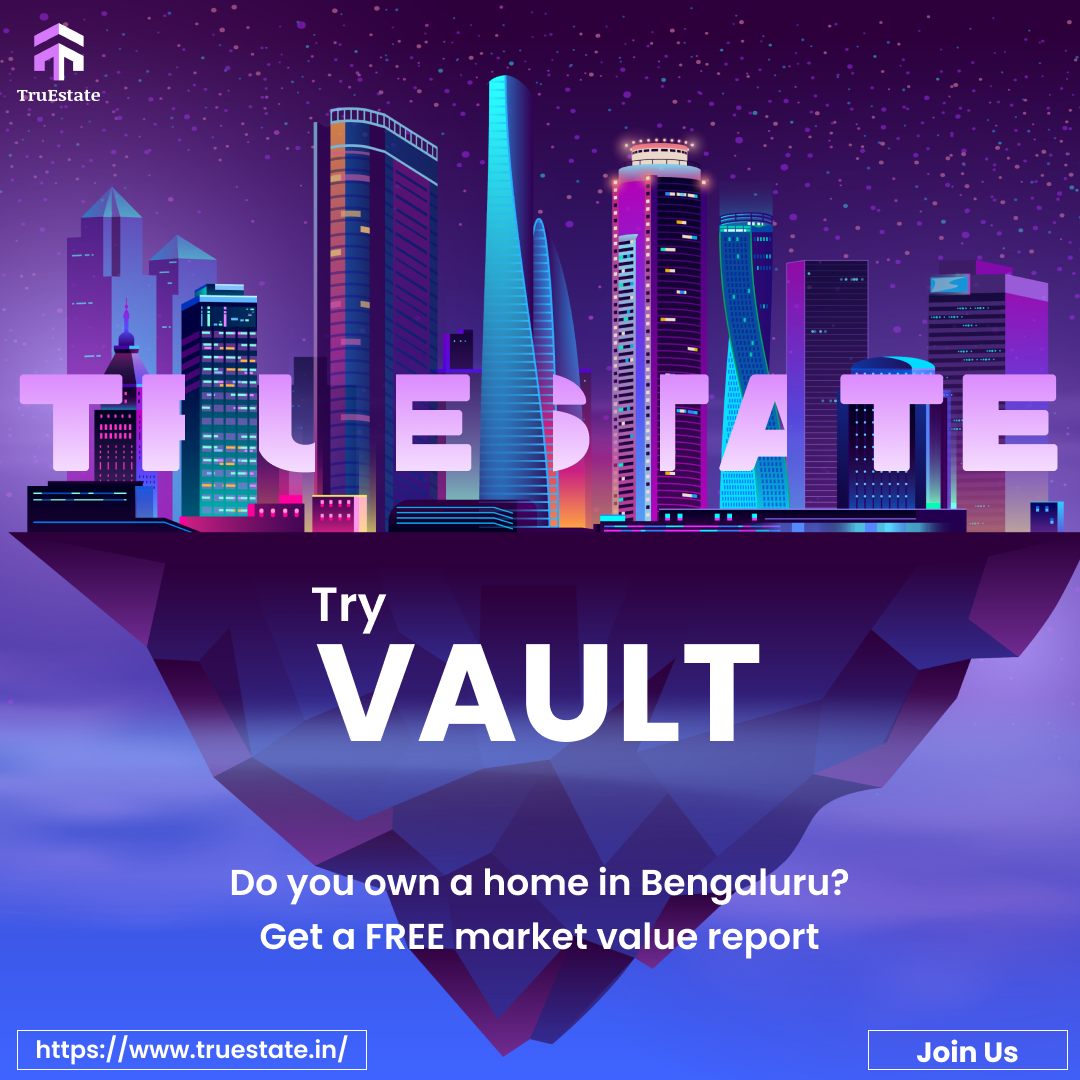 TruEstate
TRUESTATE
Try
VAULT
Do you own a home in Bengaluru?
Get a FREE market value report
https://www.truestate.in/
Join Us